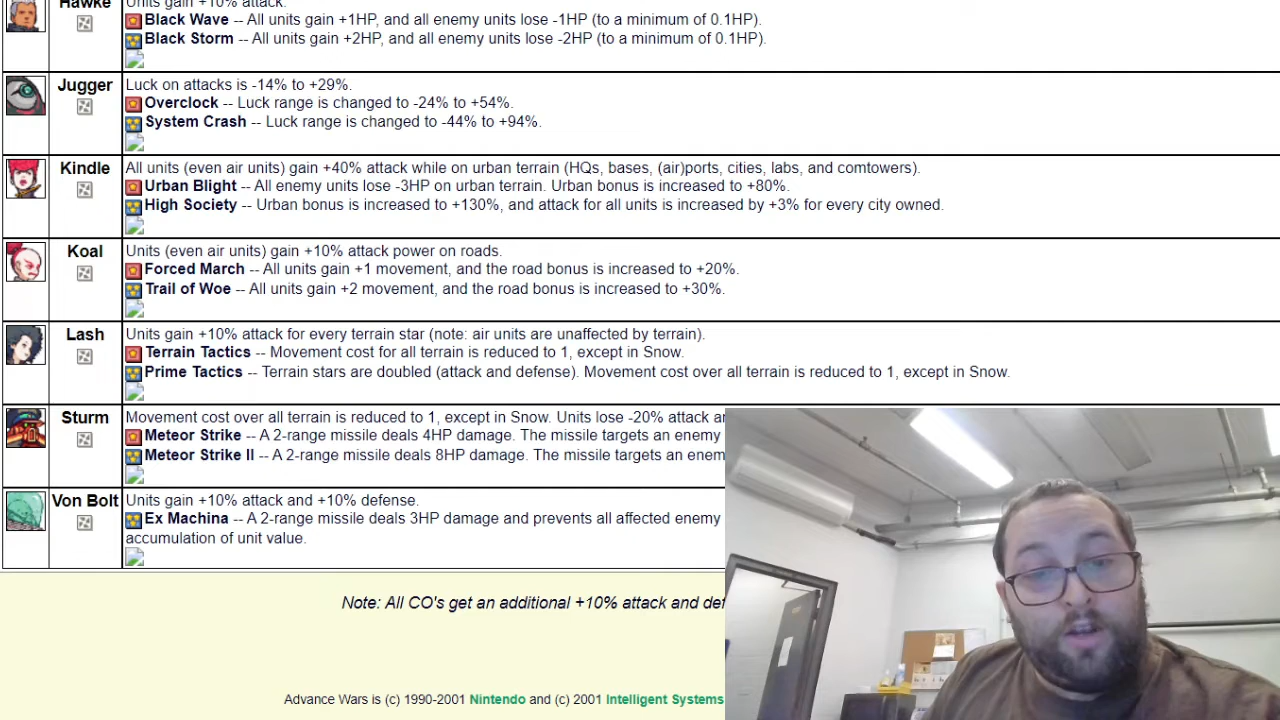 Hawke
Units gain +10% attack.
Black Wave -- All units gain +1HP, and all enemy units lose -1HP (to a minimum of 0.1HP).
Black Storm -- All units gain +2HP, and all enemy units lose -2HP (to a minimum of 0.1HP).
Jugger
Luck on attacks is -14% to +29%.
Overclock -- Luck range is changed to -24% to +54%.
System Crash -- Luck range is changed to -44% to +94%.
Kindle
All units (even air units) gain +40% attack while on urban terrain (HQs, bases, (air)ports, cities, labs, and comtowers).
Urban Blight -- All enemy units lose -3HP on urban terrain. Urban bonus is increased to +80%.
High Society -- Urban bonus is increased to +130%, and attack for all units is increased by +3% for every city owned.
Koal
Units (even air units) gain +10% attack power on roads.
Forced March -- All units gain +1 movement, and the road bonus is increased to +20%.
Trail of Woe -- All units gain +2 movement, and the road bonus is increased to +30%.
Lash
Units gain +10% attack for every terrain star (note: air units are unaffected by terrain).
Terrain Tactics -- Movement cost for all terrain is reduced to 1, except in Snow.
Prime Tactics -- Terrain stars are doubled (attack and defense). Movement cost over all terrain is reduced to 1, except in Snow.
Sturm
Movement cost over all terrain is reduced to 1, except in Snow. Units lose -20% attack ar
Meteor Strike -- A 2-range missile deals 4HP damage. The missile targets an enemy
Meteor Strike II -- A 2-range missile deals 8HP damage. The missile targets an enem
Von Bolt
Units gain +10% attack and +10% defense.
Ex Machina -- A 2-range missile deals 3HP damage and prevents all affected enemy
accumulation of unit value.
Note: All CO's get an additional +10% attack and def
Advance Wars is (c) 1990-2001 Nintendo and (c) 2001 Intelligent Systems